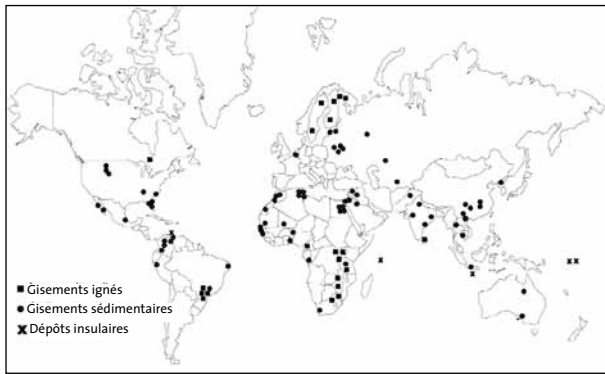 Gisements ignés
Gisements sédimentaires
Dépôts insulaires